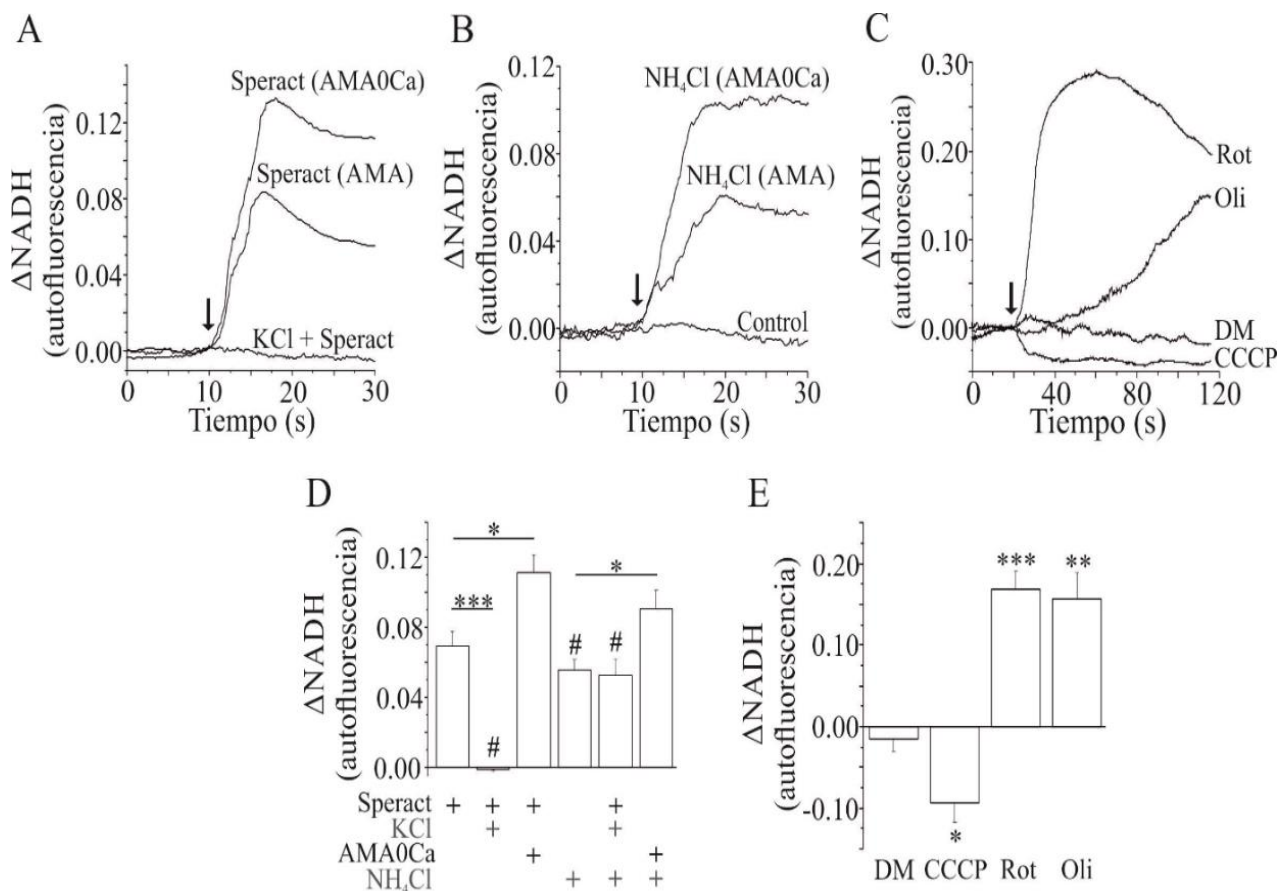 A
ΔNADH
(autofluorescencia)
0.12
0.08
0.04
0.00
Speract (AMA0Ca)
Speract (AMA)
KCl + Speract
0 10 20 30
Tiempo (s)
B
ΔNADH
(autofluorescencia)
0.12
0.08
0.04
0.00
NH₄Cl (AMA0Ca)
NH₄Cl (AMA)
Control
0 10 20 30
Tiempo (s)
C
ΔNADH
(autofluorescencia)
0.30
0.20
0.10
0.00
Rot
Oli
DM
CCCP
0 40 80 120
Tiempo (s)
D
ΔNADH
(autofluorescencia)
0.12
0.08
0.04
0.00
*
***
#
#
#
*
Speract + + + +
KCl + +
AMA0Ca + +
NH₄Cl + + +
E
ΔNADH
(autofluorescencia)
0.20
0.10
0.00
-0.10
*
***
**
DM CCCP Rot Oli